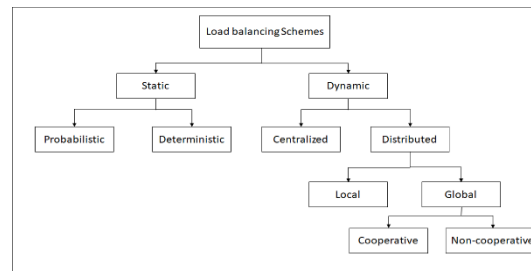 Load balancing Schemes
Static
Dynamic
Probabilistic
Deterministic
Centralized
Distributed
Local
Global
Cooperative
Non-cooperative